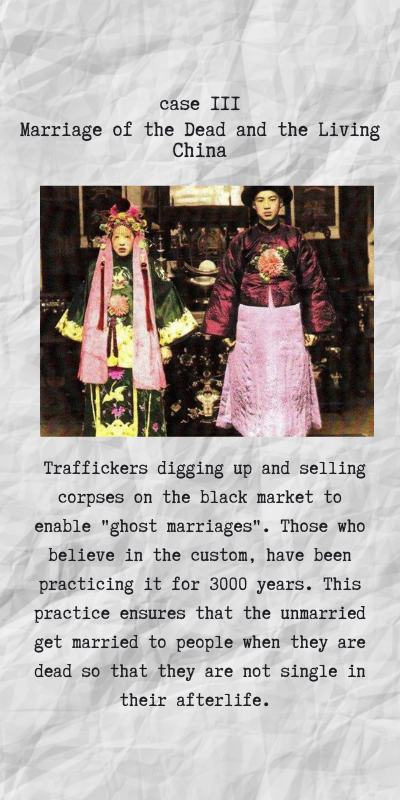 case III
Marriage of the Dead and the Living
China
Traffickers digging up and selling
corpses on the black market to
enable "ghost marriages". Those who
believe in the custom, have been
practicing it for 3000 years. This
practice ensures that the unmarried
get married to people when they are
dead so that they are not single in
their afterlife.